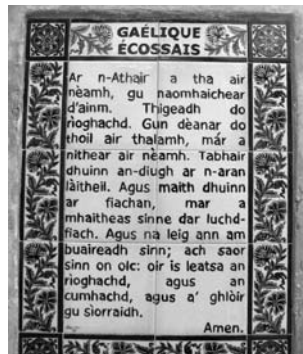 GAÉLIQUE
ÉCOSSAIS
Ar n-Athair a tha air
nèamh, gu naomhaichear
d'ainm. Thigeadh do
rìoghachd. Gun dèanar do
thoil air thalamh, már a
nithear air nèamh. Tabhair
dhuinn an-diugh ar n-aran
làitheil. Agus maith dhuinn
ar fiachan, mar a
mhaitheas sinne dar luchd-
fiach. Agus na leig ann am
buaireadh sinn; ach saor
sinn on olc: oir is leatsa an
rìoghachd, agus an
cumhachd, agus a' ghlòir
gu sìorraidh.
Amen.